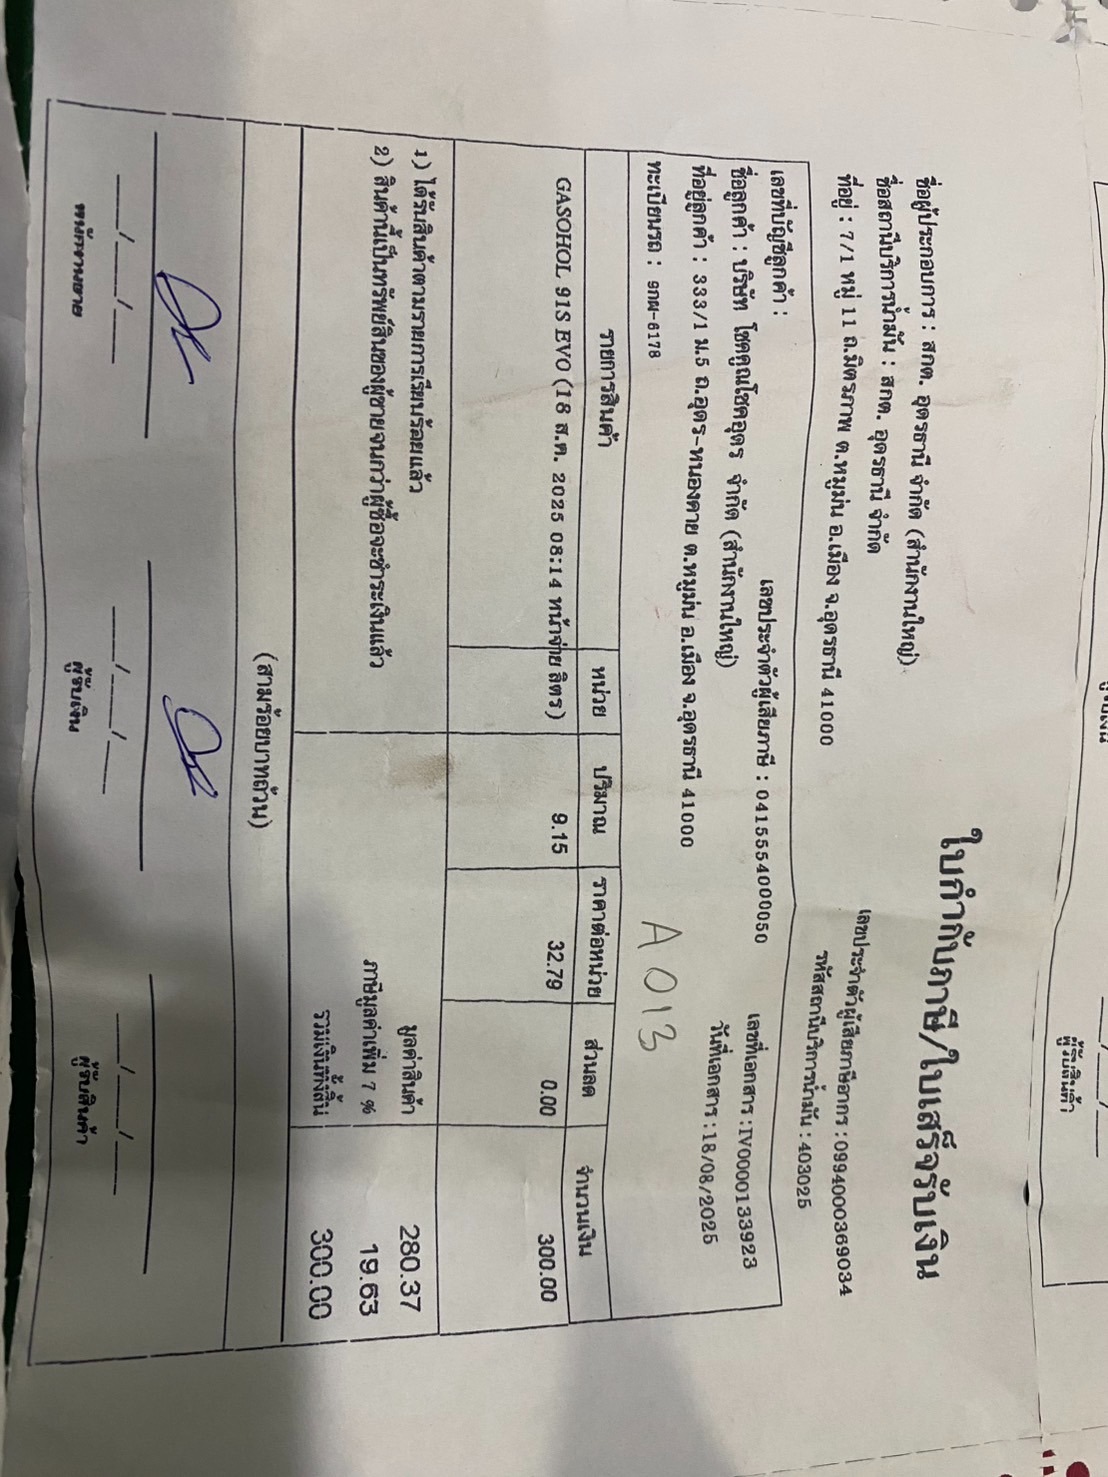 ใบกำกับภาษี/ใบเสร็จรับเงิน
ชื่อผู้ประกอบการ : สกต. อุดรธานี จำกัด (สำนักงานใหญ่)
เลขประจำตัวผู้เสียภาษีอากร : 0994000369034
ชื่อสถานีบริการน้ำมัน : สกต. อุดรธานี จำกัด
รหัสสถานีบริการน้ำมัน : 403025
ที่อยู่ : 7/1 หมู่ 11 ถ.มิตรภาพ ต.หมูม่น อ.เมือง จ.อุดรธานี 41000
เลขที่บัญชีลูกค้า :
เลขประจำตัวผู้เสียภาษี : 0415554000050
เลขที่เอกสาร : IV0000133923
ชื่อลูกค้า : บริษัท โชคคูณโชคอุดร จำกัด (สำนักงานใหญ่)
วันที่เอกสาร : 18/08/2025
ที่อยู่ลูกค้า : 333/1 ม.5 ถ.อุดร-หนองคาย ต.หมูม่น อ.เมือง จ.อุดรธานี 41000
ทะเบียนรถ : 9กผ-6178
A013
รายการสินค้า หน่วย ปริมาณ ราคาต่อหน่วย ส่วนลด จำนวนเงิน
GASOHOL 91S EVO (18 ส.ค. 2025 08:14 หน้าจ่าย ลิตร) 9.15 32.79 0.00 300.00
1) ได้รับสินค้าตามรายการเรียบร้อยแล้ว
มูลค่าสินค้า 280.37
2) สินค้านี้เป็นทรัพย์สินของผู้ขายจนกว่าผู้ซื้อจะชำระเงินแล้ว
ภาษีมูลค่าเพิ่ม 7 % 19.63
รวมเงินทั้งสิ้น 300.00
(สามร้อยบาทถ้วน)
___/___/___ ___/___/___ ___/___/___
พนักงานขาย ผู้รับเงิน ผู้รับสินค้า
ผู้รับสินค้า